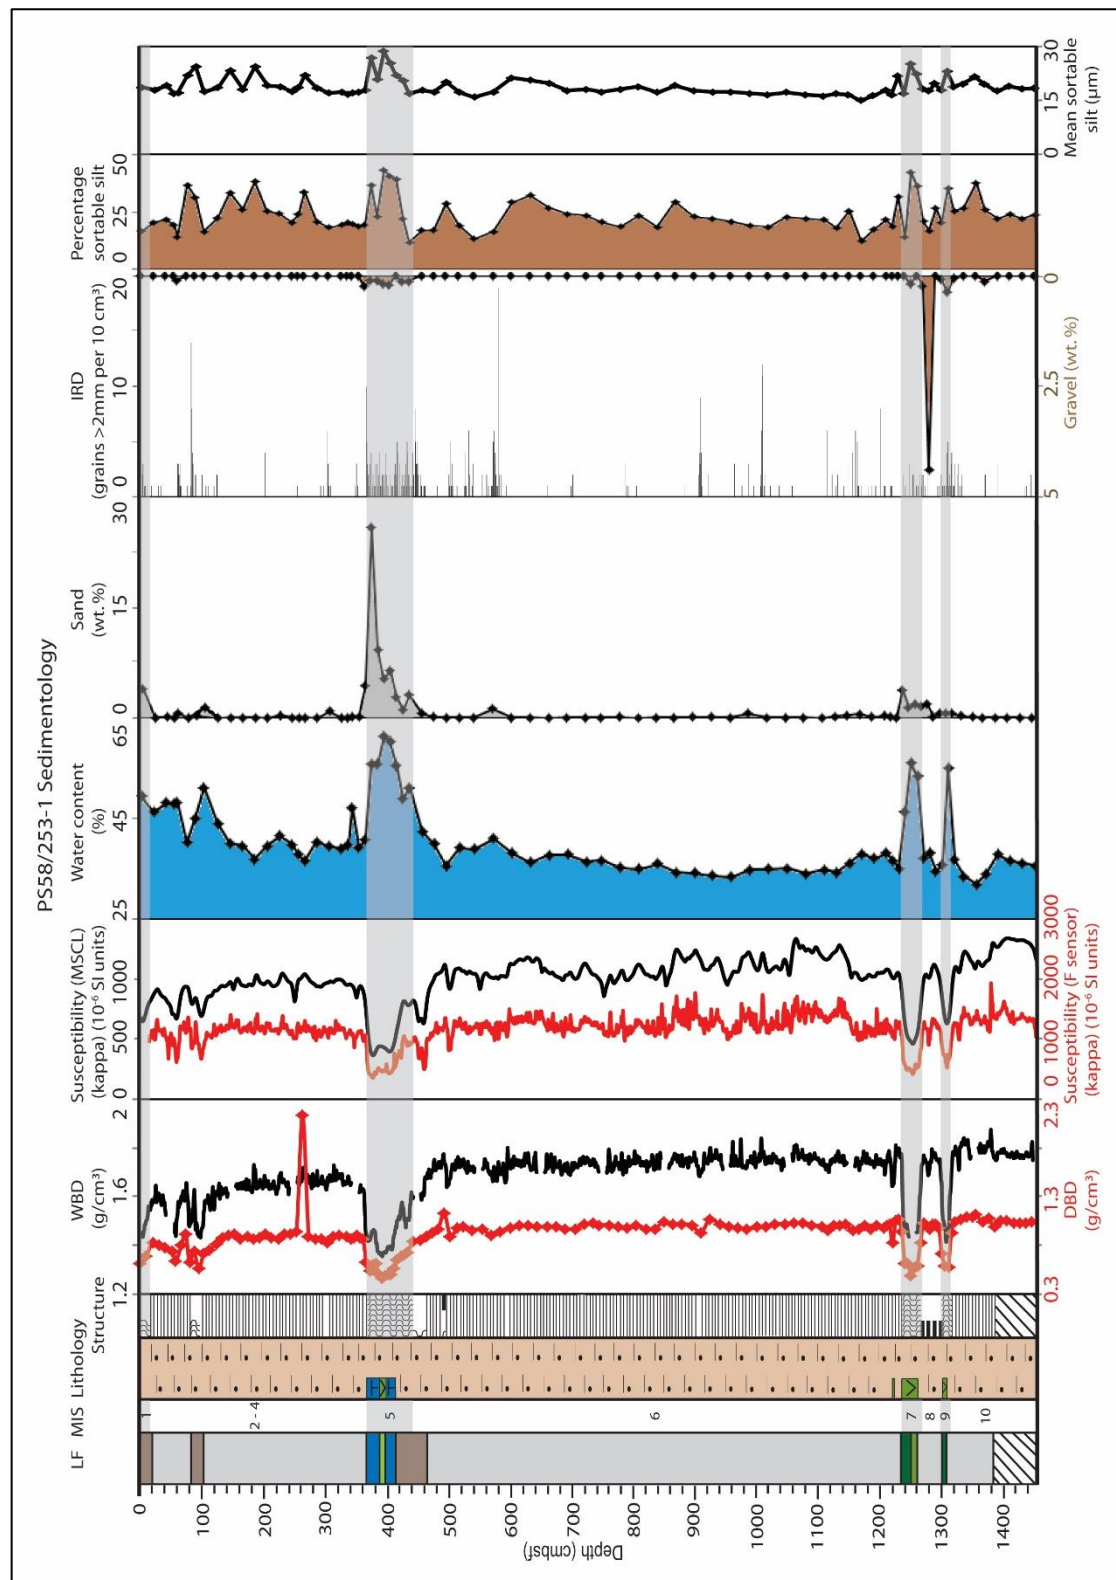 PS58/253-1 Sedimentology
Mean sortable
silt (µm)
30
15
0
Percentage
sortable silt
50
25
0
IRD
(grains >2mm per 10 cm³)
20
10
0
Gravel (wt.%)
0
2.5
5
Sand
(wt.%)
30
15
0
Water content
(%)
65
45
25
Susceptibility (MSCL)
(kappa) (10⁻⁶ SI units)
1000
500
0
Susceptibility (F sensor)
(kappa) (10⁻⁶ SI units)
3000
2000
1000
0
WBD
(g/cm³)
2
1.6
1.2
DBD
(g/cm³)
2.3
1.3
0.3
Structure
Lithology
MIS
LF
1
2 - 4
5
6
7
8
9
10
0
100
200
300
400
500
600
700
800
900
1000
1100
1200
1300
1400
Depth (cmbsf)